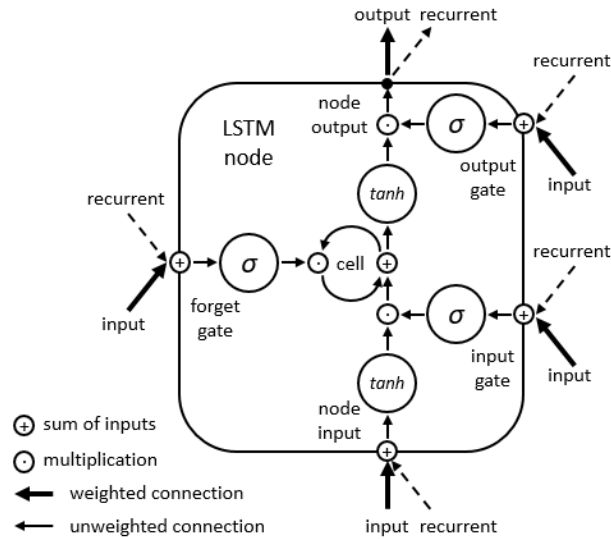 output recurrent
recurrent
node
output
σ
LSTM
node
output
gate
input
tanh
recurrent
recurrent
σ
cell
forget
gate
input
σ
input
gate
input
tanh
node
input
sum of inputs
multiplication
weighted connection
unweighted connection
input recurrent